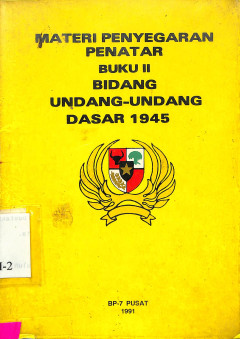 MATERI PENYEGARAN
PENATAR
BUKU II
BIDANG
UNDANG-UNDANG
DASAR 1945
BP-7 PUSAT
1991